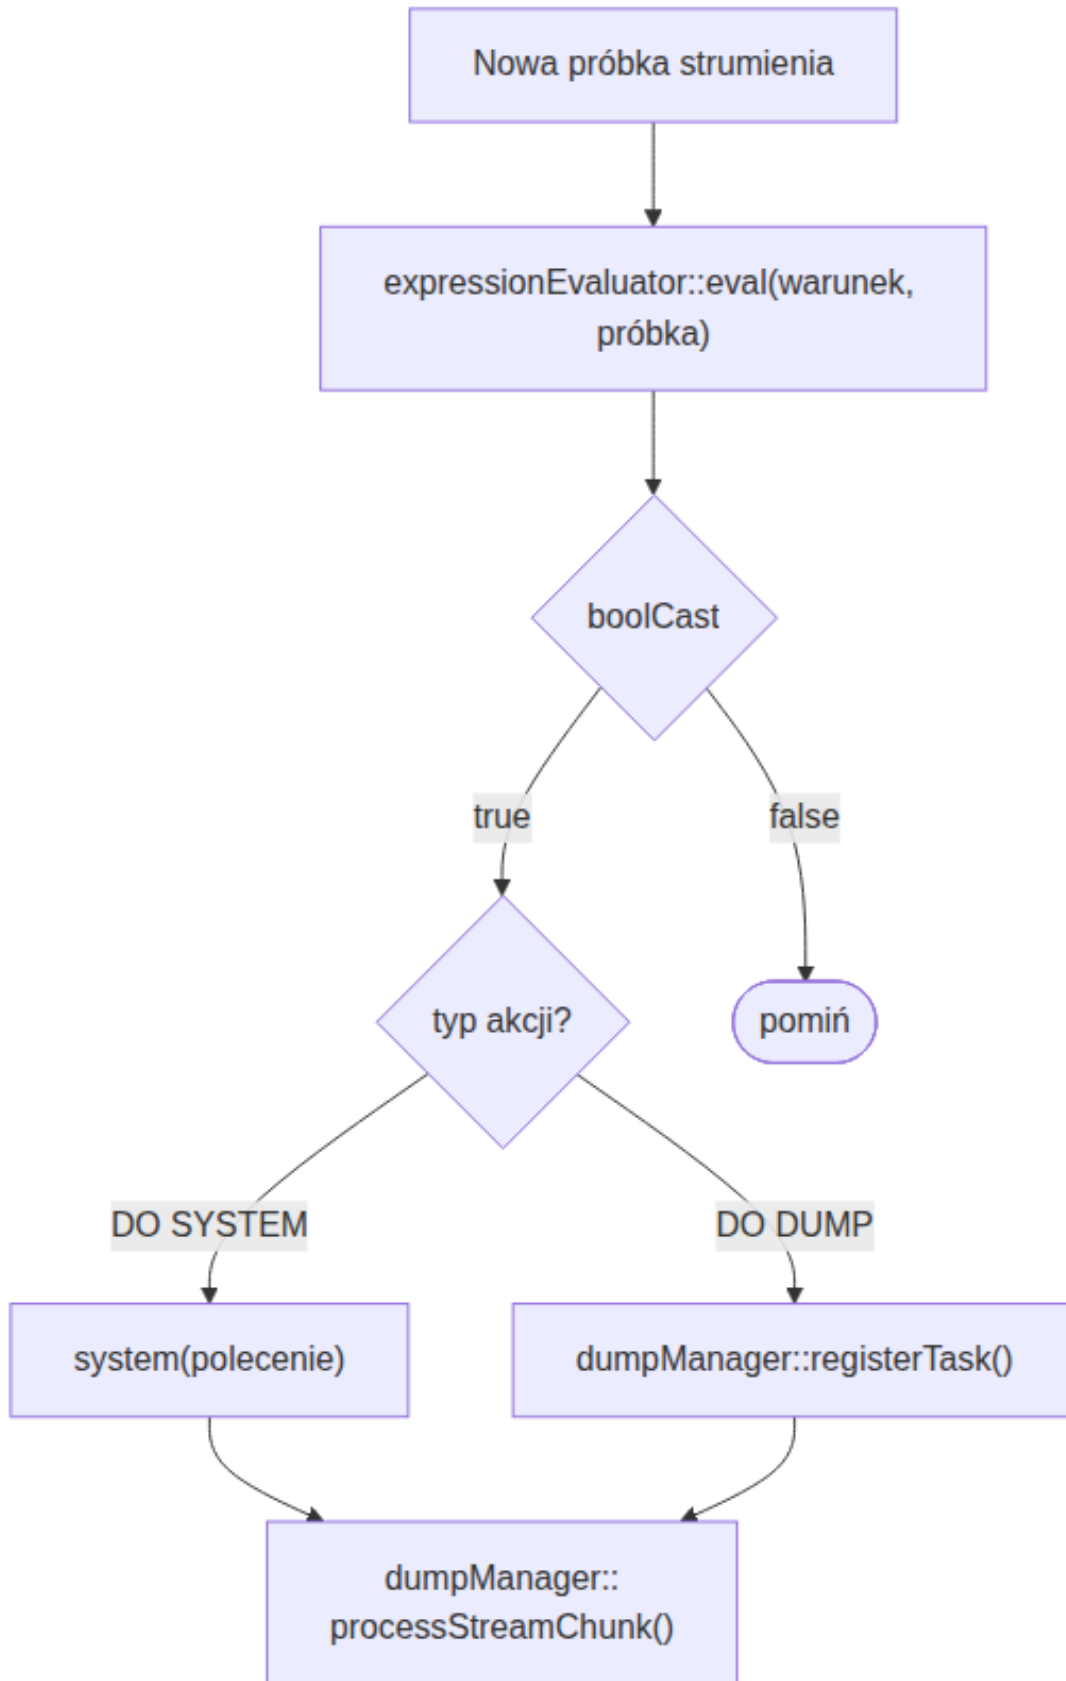 Nowa próbka strumienia
expressionEvaluator::eval(warunek,
próbka)
boolCast
true
false
typ akcji?
pomiń
DO SYSTEM
DO DUMP
system(polecenie)
dumpManager::registerTask()
dumpManager::
processStreamChunk()